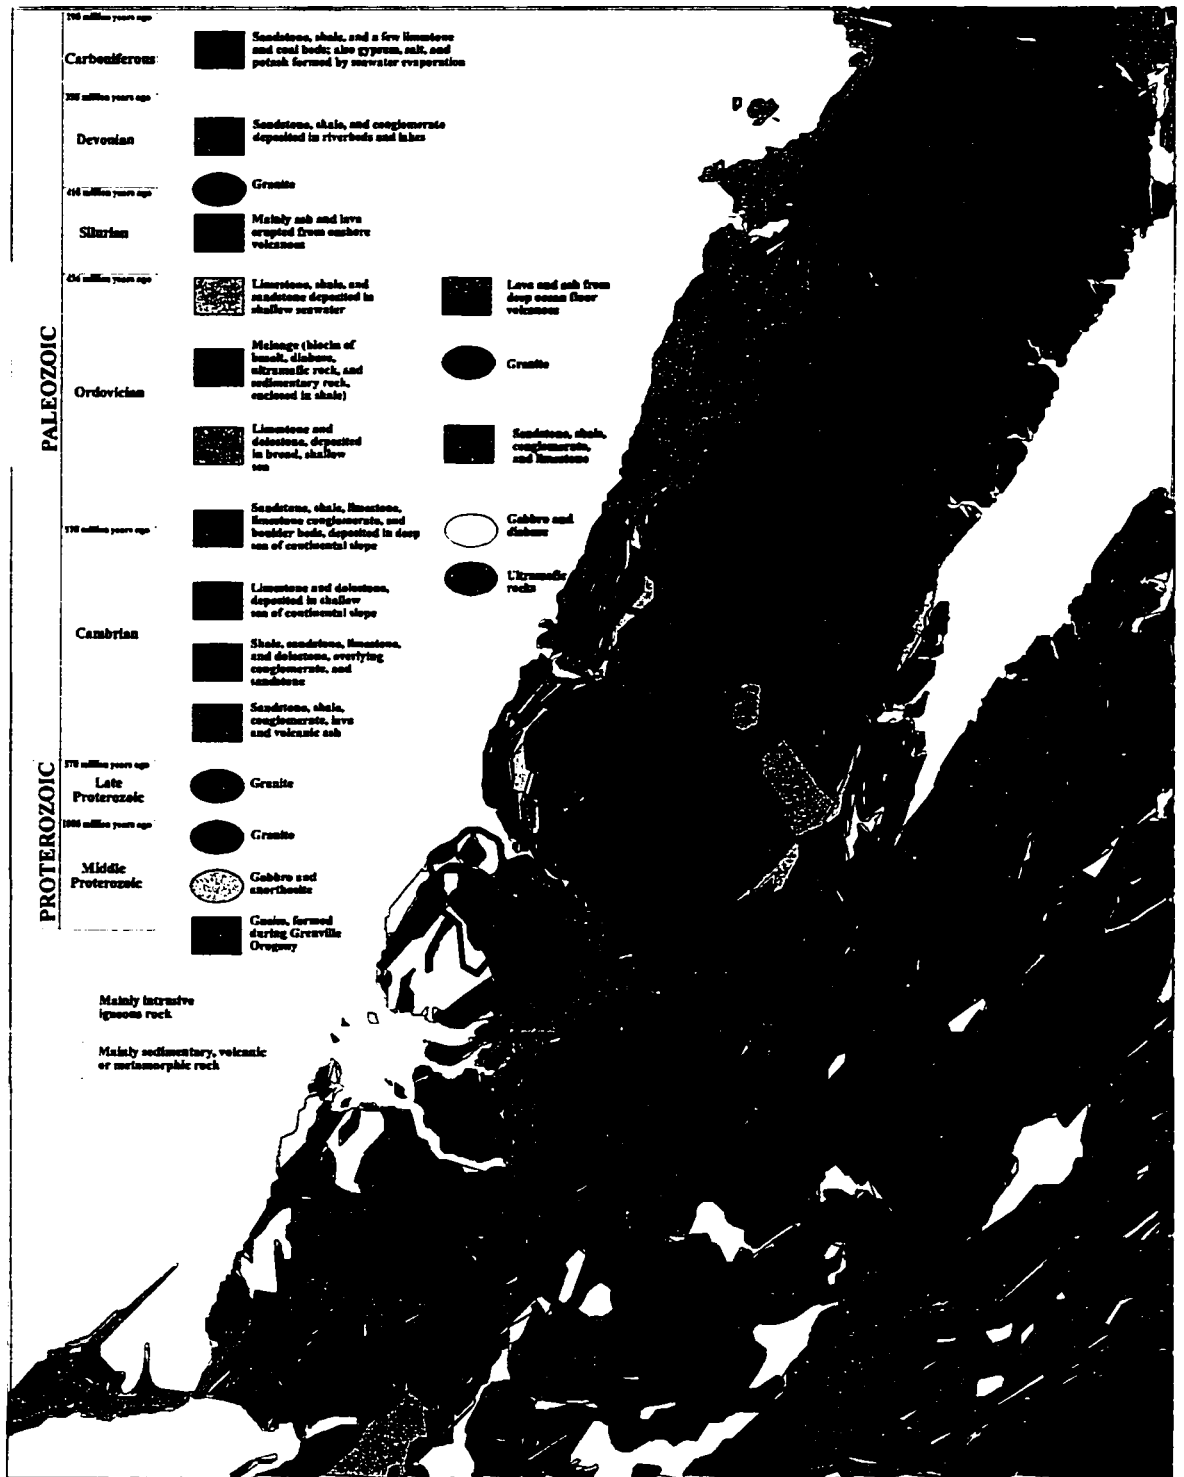 million years ago
Carboniferous
Sandstone, shale, and a few limestone
and coal beds; also gypsum, salt, and
potash formed by seawater evaporation
million years ago
Devonian
Sandstone, shale, and conglomerate
deposited in riverbeds and lakes
million years ago
Granite
Silurian
Mainly ash and lava
erupted from onshore
volcanoes
million years ago
PALEOZOIC
Ordovician
Limestone, shale, and
sandstone deposited in
shallow seawater
Melange (blocks of
basalt, diabase,
ultramafic rock, and
sedimentary rock,
enclosed in shale)
Limestone and
dolostone, deposited
in broad, shallow
sea
Lava and ash from
deep ocean floor
volcanoes
Granite
Sandstone, shale,
conglomerate,
and limestone
million years ago
Sandstone, shale, limestone,
limestone conglomerate, and
boulder beds, deposited in deep
sea of continental slope
Gabbro and
diabase
Ultramafic
rocks
Cambrian
Limestone and dolostone,
deposited in shallow
sea of continental slope
Shale, sandstone, limestone,
and dolostone, overlying
conglomerate, and
sandstone
Sandstone, shale,
conglomerate, lava
and volcanic ash
570 million years ago
PROTEROZOIC
Late
Proterozoic
Granite
1000 million years ago
Granite
Middle
Proterozoic
Gabbro and
anorthosite
Gneiss, formed
during Grenville
Orogeny
Mainly intrusive
igneous rock
Mainly sedimentary, volcanic
or metamorphic rock